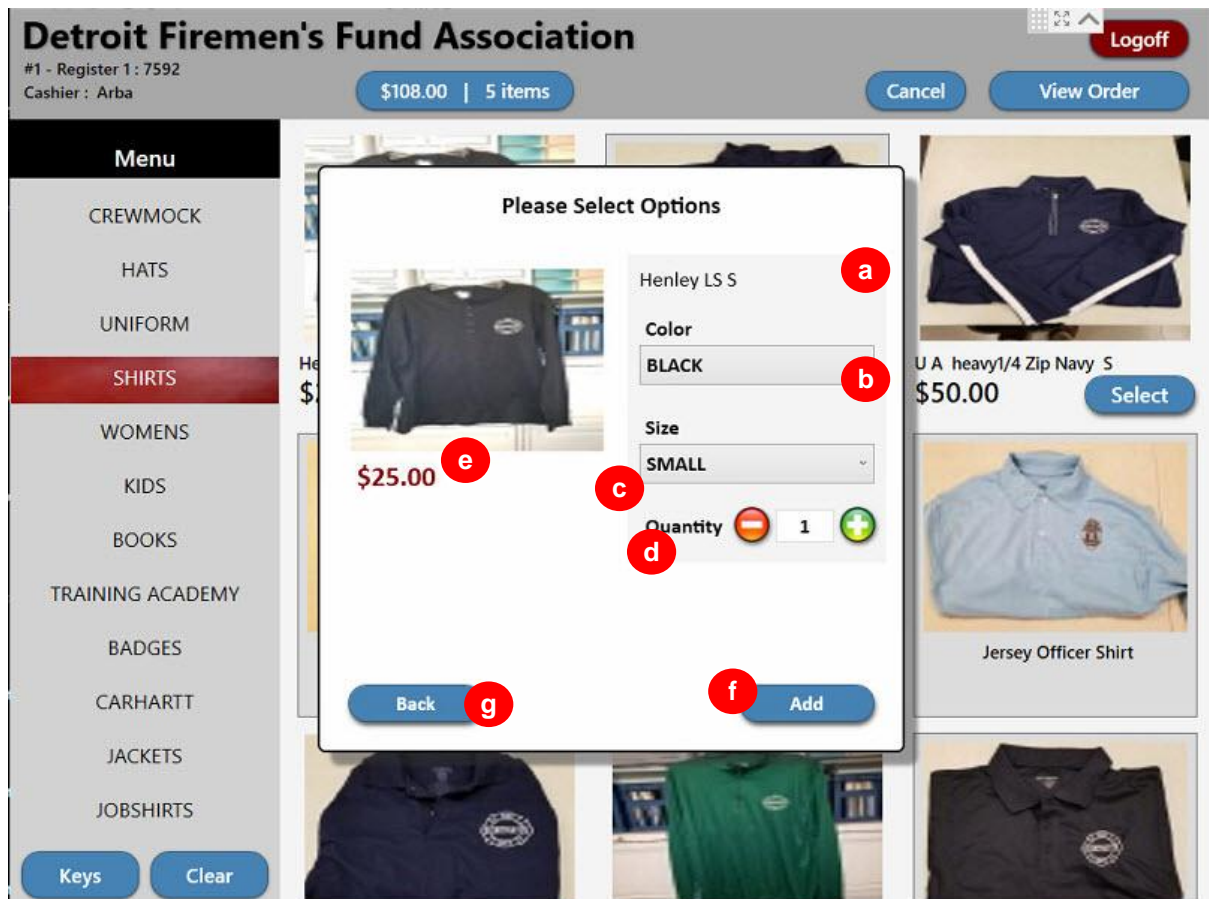 Detroit Firemen's Fund Association
#1 - Register 1 : 7592
Cashier : Arba
$108.00 | 5 items
Cancel
View Order
Logoff
Menu
CREWMOCK
HATS
UNIFORM
SHIRTS
WOMENS
KIDS
BOOKS
TRAINING ACADEMY
BADGES
CARHARTT
JACKETS
JOBSHIRTS
Keys
Clear
Please Select Options
a
Henley LS S
Color
BLACK
b
Size
SMALL
c
Quantity
1
d
$25.00
e
Back
g
f
Add
He
$
U A heavy1/4 Zip Navy S
$50.00
Select
Jersey Officer Shirt